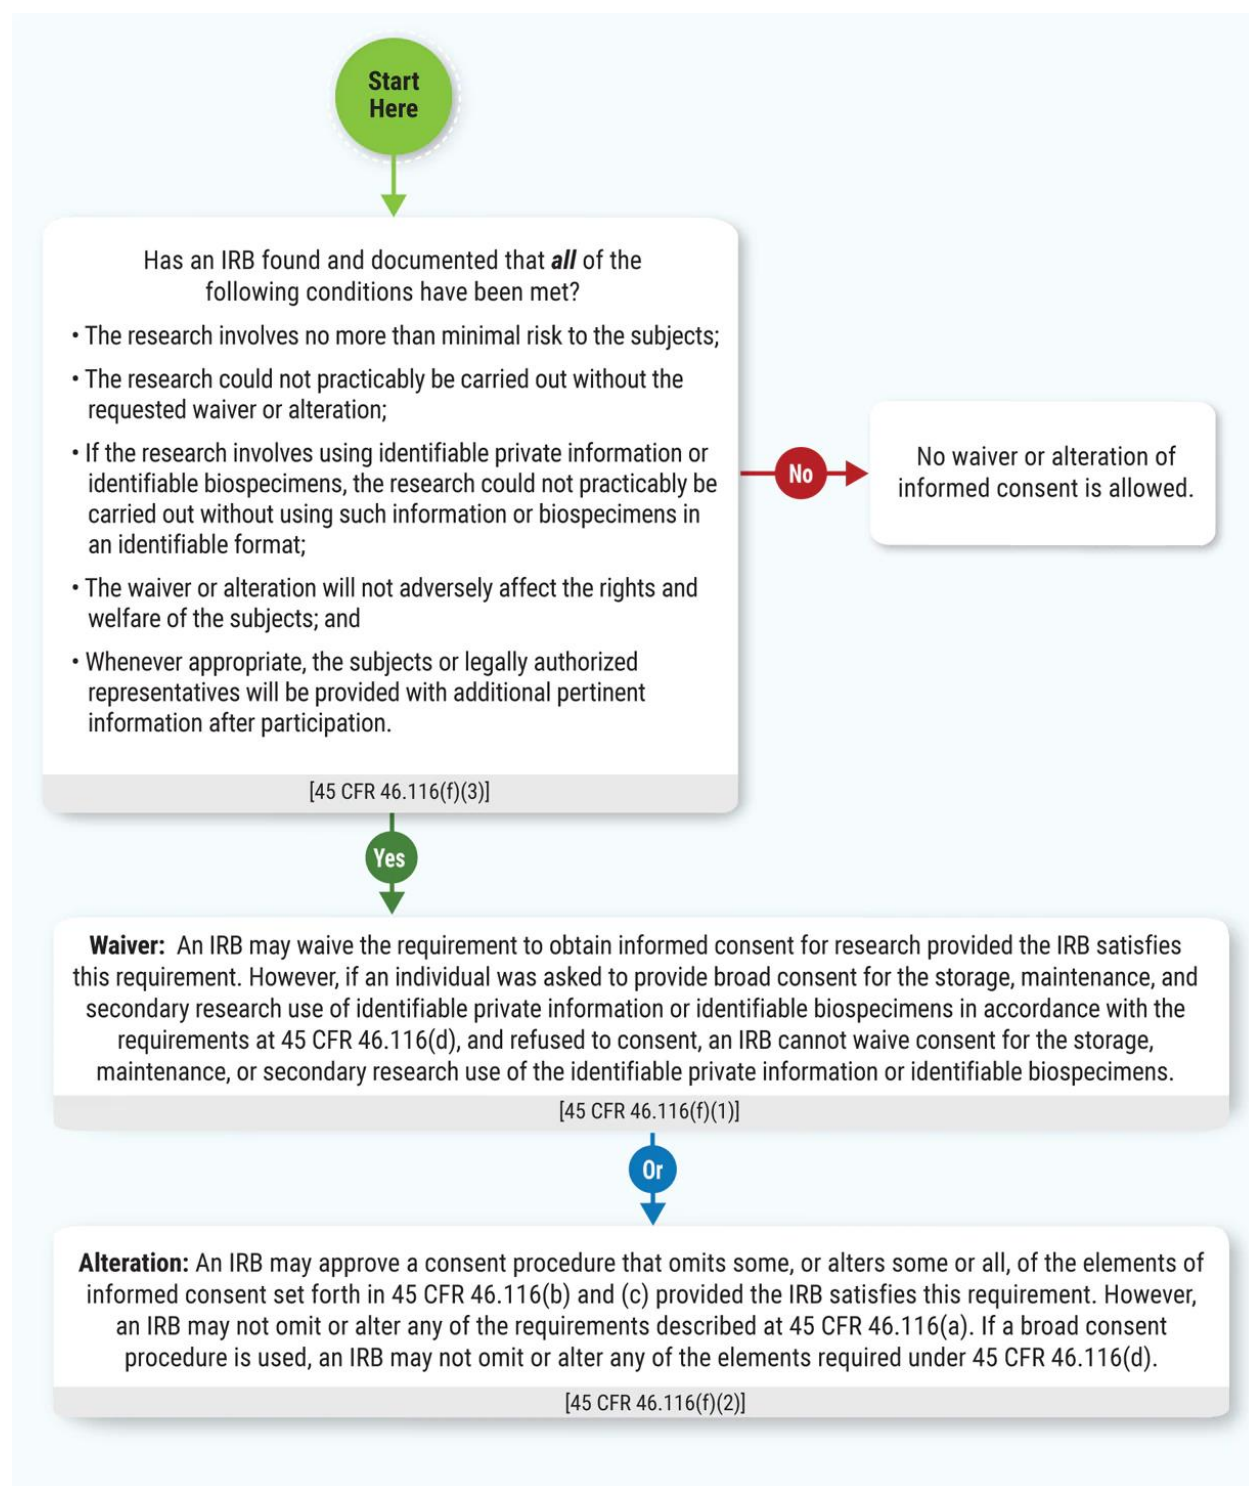 Start
Here
Has an IRB found and documented that all of the
following conditions have been met?
• The research involves no more than minimal risk to the subjects;
• The research could not practicably be carried out without the
requested waiver or alteration;
• If the research involves using identifiable private information or
identifiable biospecimens, the research could not practicably be
carried out without using such information or biospecimens in
an identifiable format;
• The waiver or alteration will not adversely affect the rights and
welfare of the subjects; and
• Whenever appropriate, the subjects or legally authorized
representatives will be provided with additional pertinent
information after participation.
[45 CFR 46.116(f)(3)]
No
No waiver or alteration of
informed consent is allowed.
Yes
Waiver: An IRB may waive the requirement to obtain informed consent for research provided the IRB satisfies
this requirement. However, if an individual was asked to provide broad consent for the storage, maintenance, and
secondary research use of identifiable private information or identifiable biospecimens in accordance with the
requirements at 45 CFR 46.116(d), and refused to consent, an IRB cannot waive consent for the storage,
maintenance, or secondary research use of the identifiable private information or identifiable biospecimens.
[45 CFR 46.116(f)(1)]
Or
Alteration: An IRB may approve a consent procedure that omits some, or alters some or all, of the elements of
informed consent set forth in 45 CFR 46.116(b) and (c) provided the IRB satisfies this requirement. However,
an IRB may not omit or alter any of the requirements described at 45 CFR 46.116(a). If a broad consent
procedure is used, an IRB may not omit or alter any of the elements required under 45 CFR 46.116(d).
[45 CFR 46.116(f)(2)]